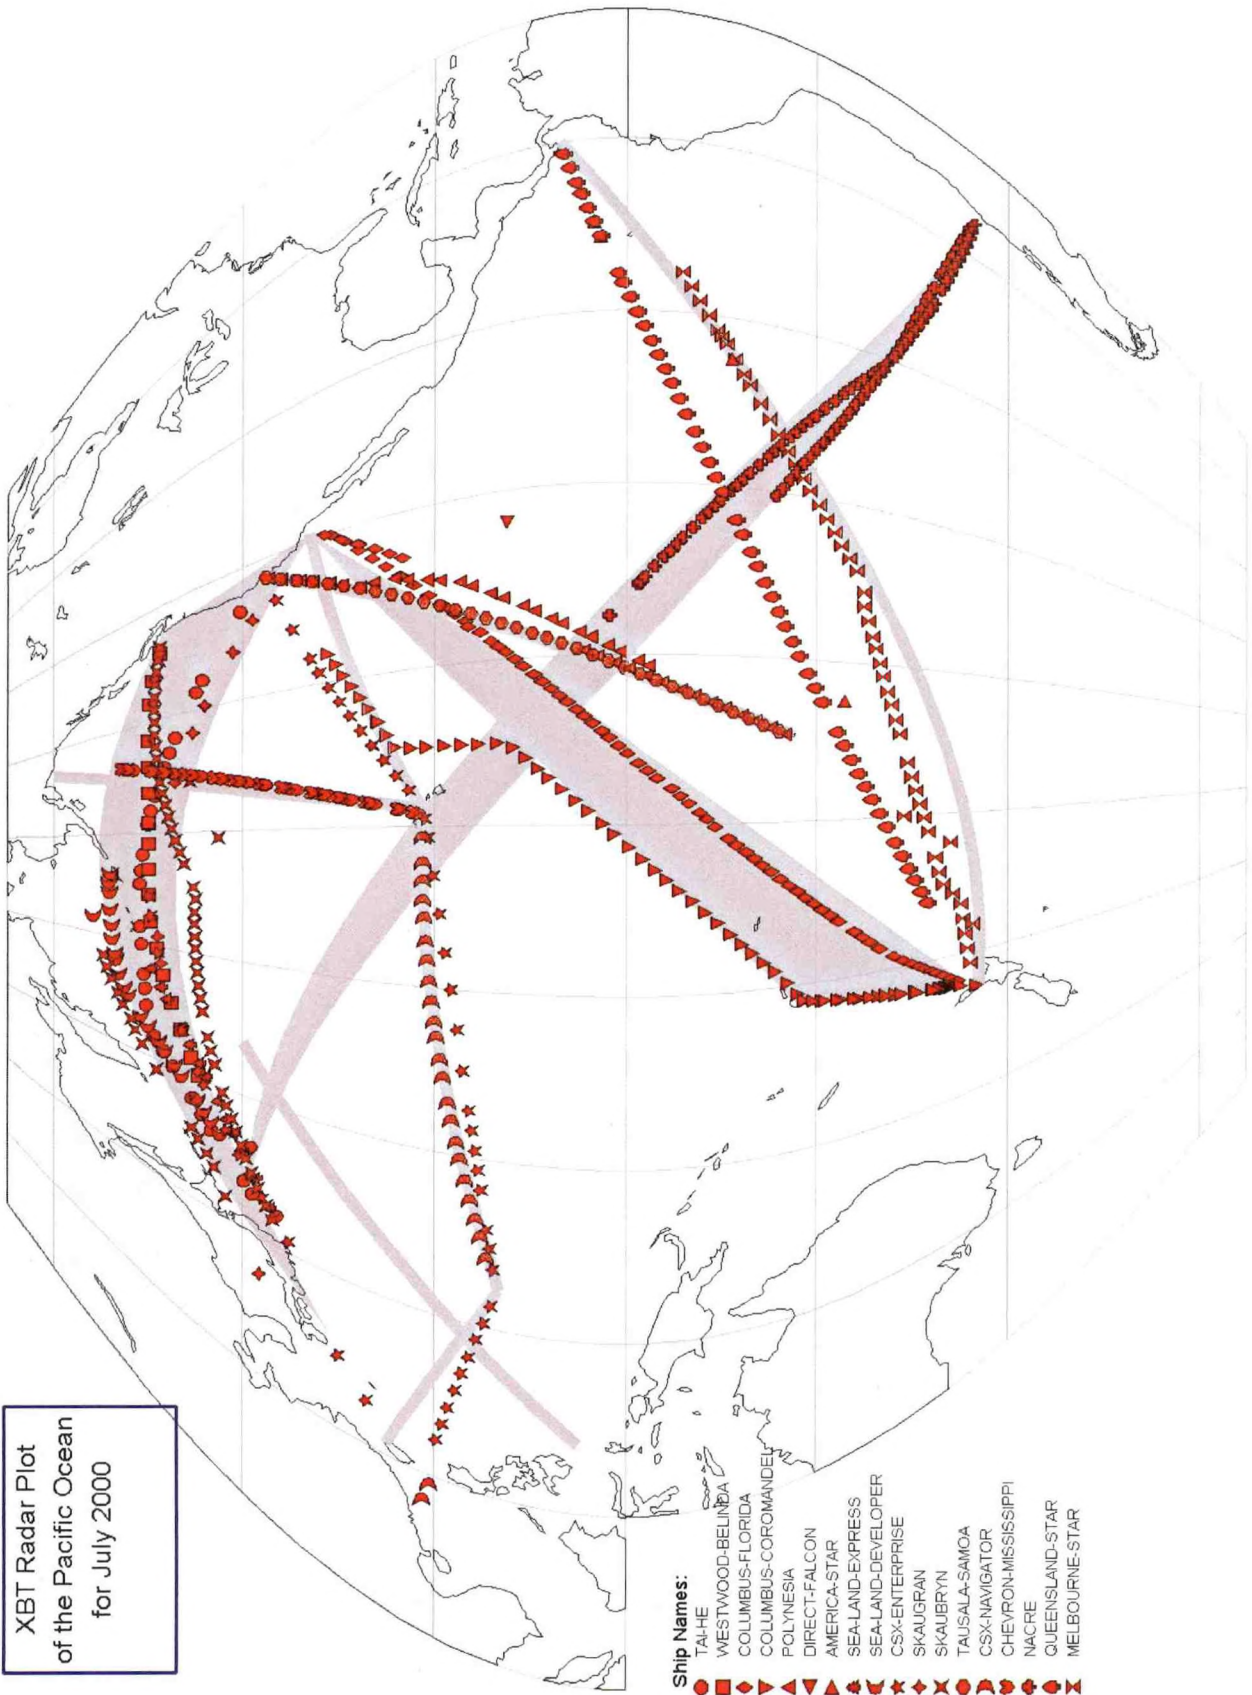 XBT Radar Plot
of the Pacific Ocean
for July 2000
Ship Names:
TAI-HE
WESTWOOD-BELINDA
COLUMBUS-FLORIDA
COLUMBUS-COROMANDEL
POLYNESIA
DIRECT-FALCON
AMERICA-STAR
SEA-LAND-EXPRESS
SEA-LAND-DEVELOPER
CSX-ENTERPRISE
SKAUGRAN
SKAUBRYN
TAUSALA-SAMOA
CSX-NAVIGATOR
CHEVRON-MISSISSIPPI
NACRE
QUEENSLAND-STAR
MELBOURNE-STAR